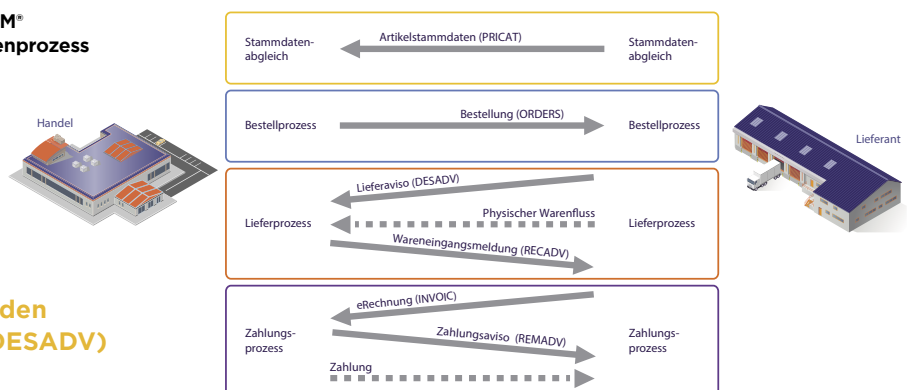 M®
enprozess
Stammdaten-
abgleich
Artikelstammdaten (PRICAT)
Stammdaten-
abgleich
Handel
Bestellprozess
Bestellung (ORDERS)
Bestellprozess
Lieferant
Lieferaviso (DESADV)
Physischer Warenfluss
Lieferprozess
Lieferprozess
Wareneingangsmeldung (RECADV)
den
DESADV)
eRechnung (INVOIC)
Zahlungs-
prozess
Zahlungsaviso (REMADV)
Zahlungs-
prozess
Zahlung